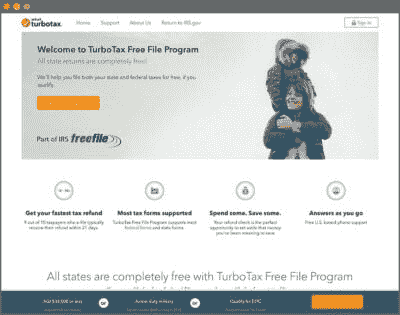 intuit
turbotax.
Home Support About Us Return to IRS.gov Sign In
Welcome to TurboTax Free File Program
All state returns are completely free!
We'll help you file both your state and federal taxes for free, if you
qualify.
Part of IRS freefile
Get your fastest tax refund
9 out of 10 taxpayers who e-file typically
receive their refund within 21 days.
Most tax forms supported
TurboTax Free File Program supports most
federal forms and state forms.
Spend some. Save some.
Your refund check is the perfect
opportunity to set aside that money
you've been meaning to save
Answers as you go
Free U.S.-based phone support
All states are completely free with TurboTax Free File Program
or Active duty military or Qualify for EITC